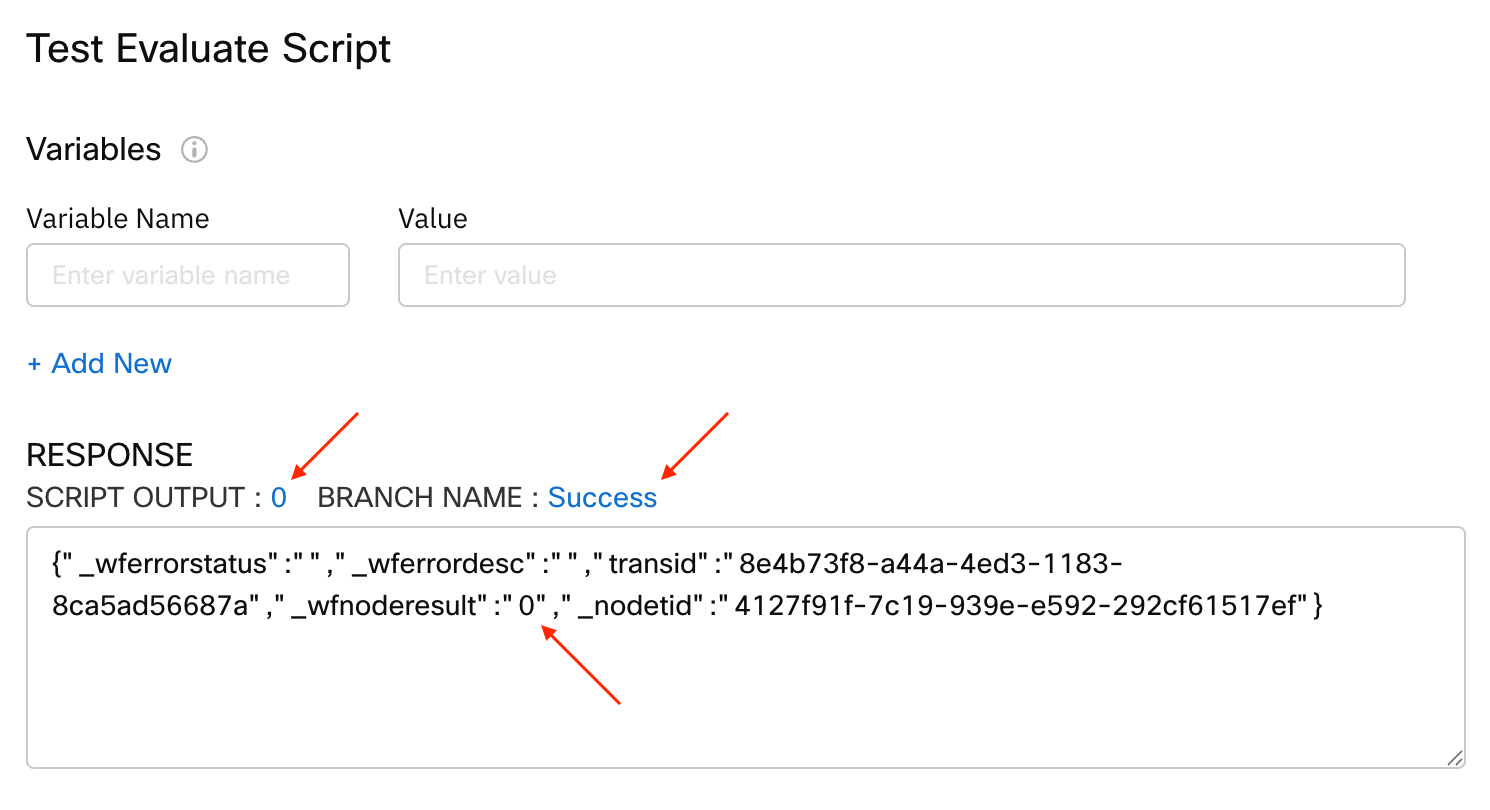 Test Evaluate Script
Variables
Variable Name Value
Enter variable name Enter value
+ Add New
RESPONSE
SCRIPT OUTPUT : 0 BRANCH NAME : Success
{"_wferrorstatus":"","_wferrordesc":"","transid":"8e4b73f8-a44a-4ed3-1183-
8ca5ad56687a","_wfnoderesult":"0","_nodetid":"4127f91f-7c19-939e-e592-292cf61517ef"}